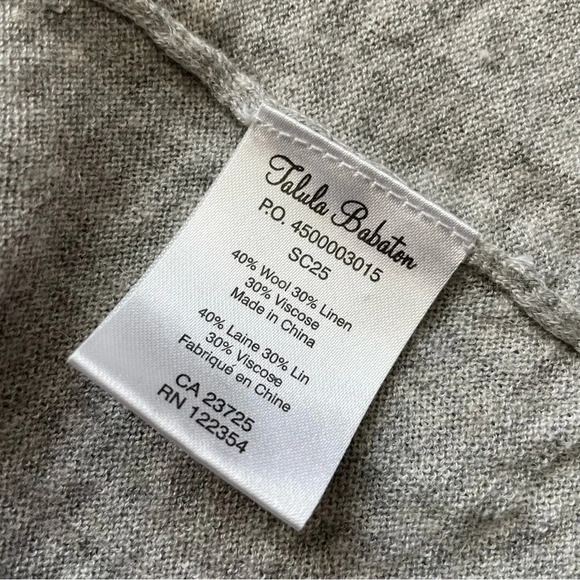 Talula Babaton
P.O. 4500003015
SC25
40% Wool 30% Linen
30% Viscose
Made in China
40% Laine 30% Lin
30% Viscose
Fabriqué en Chine
CA 23725
RN 122354